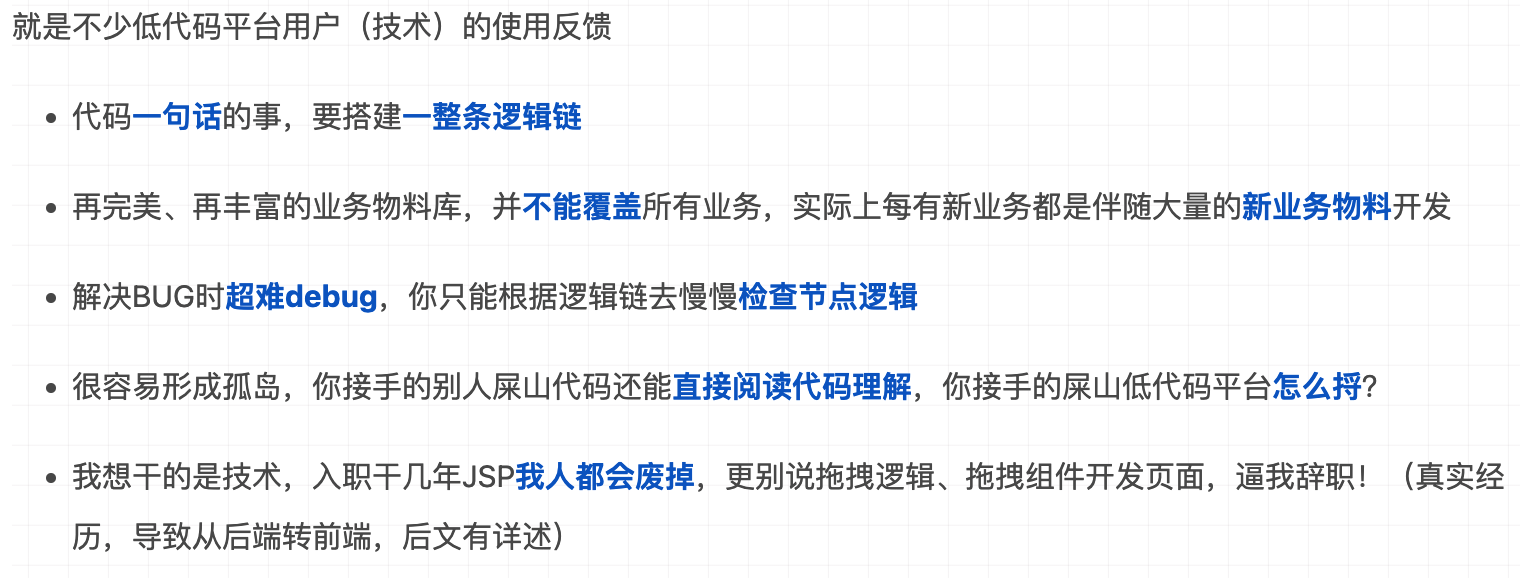 就是不少低代码平台用户（技术）的使用反馈
• 代码一句话的事，要搭建一整条逻辑链
• 再完美、再丰富的业务物料库，并不能覆盖所有业务，实际上每有新业务都是伴随大量的新业务物料开发
• 解决BUG时超难debug，你只能根据逻辑链去慢慢检查节点逻辑
• 很容易形成孤岛，你接手的别人屎山代码还能直接阅读代码理解，你接手的屎山低代码平台怎么捋?
• 我想干的是技术，入职干几年JSP我人都会废掉，更别说拖拽逻辑、拖拽组件开发页面，逼我辞职！（真实经
历，导致从后端转前端，后文有详述）